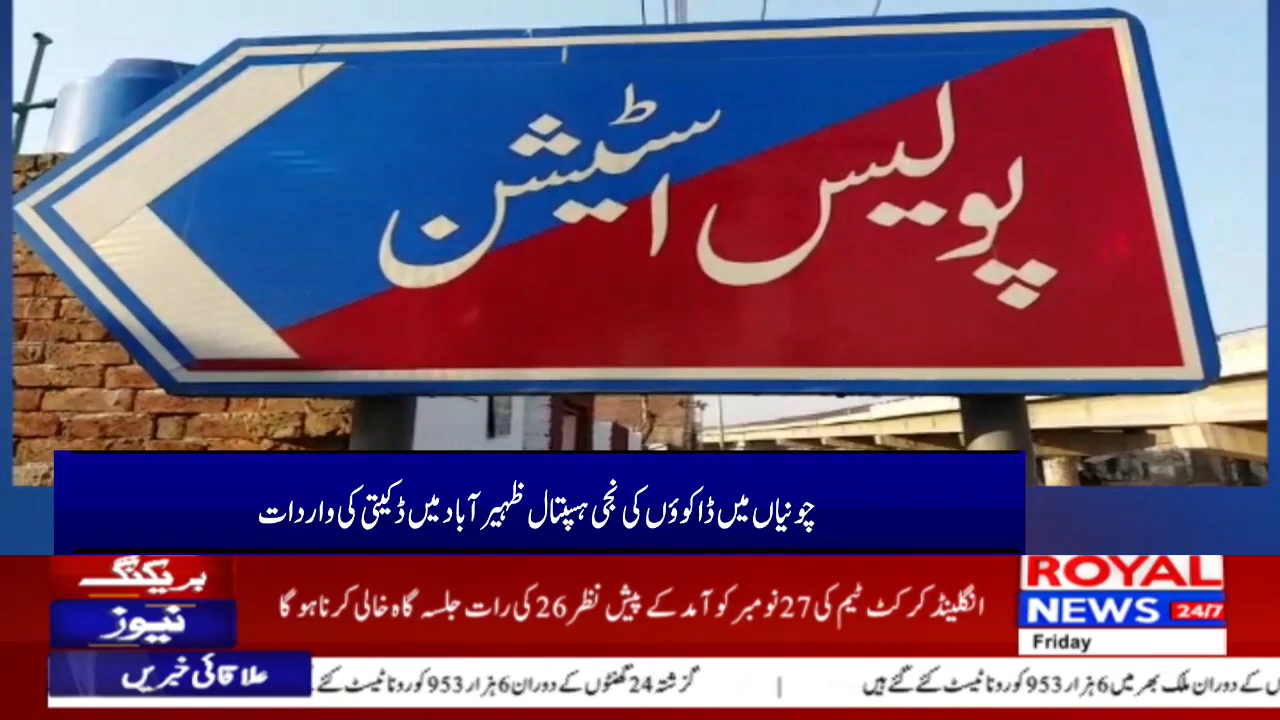 پولیس اسٹیشن
چونیاں میں ڈاکوؤں کی نجی ہسپتال ظہیر آباد میں ڈکیتی کی واردات
بریکنگ
نیوز
انگلینڈ کرکٹ ٹیم کی 27 نومبر کو آمد کے پیش نظر 26 کی رات جلسہ گاہ خالی کرنا ہو گا
ROYAL
NEWS 24/7
Friday
علاقائی خبریں
ں کے دوران ملک بھر میں 6 ہزار 953 کورونا ٹیسٹ کئے گئے ہیں | گزشتہ 24 گھنٹوں کے دوران 6 ہزار 953 کورونا ٹیسٹ کئے گئے